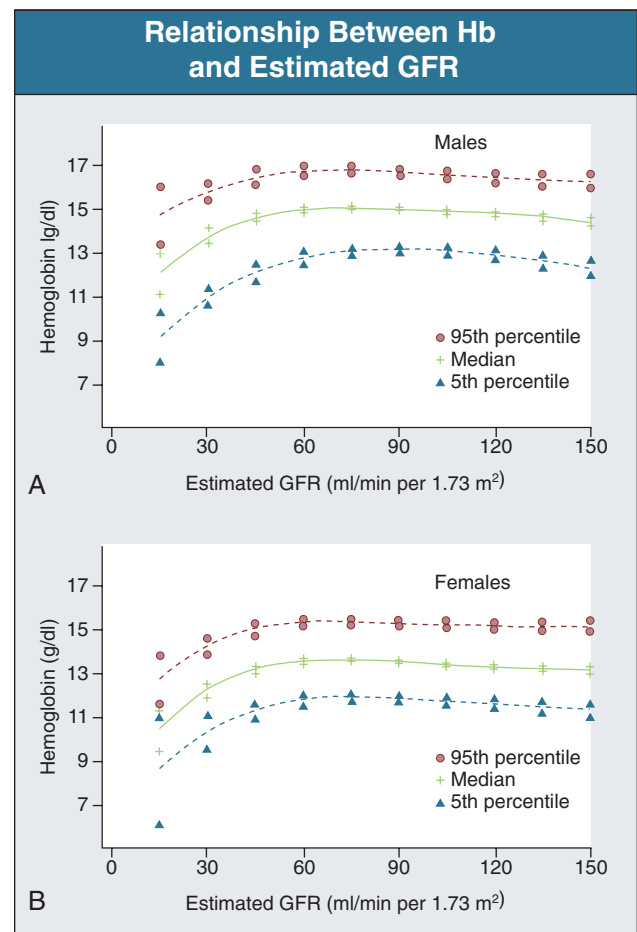 Relationship Between Hb
and Estimated GFR
Males
Hemoglobin lg/dl)
17
15
13
11
9
7
95th percentile
Median
5th percentile
0 30 60 90 120 150
A
Estimated GFR (ml/min per 1.73 m²)
Females
Hemoglobin (g/dl)
17
15
13
11
9
7
95th percentile
Median
5th percentile
0 30 60 90 120 150
B
Estimated GFR (ml/min per 1.73 m²)